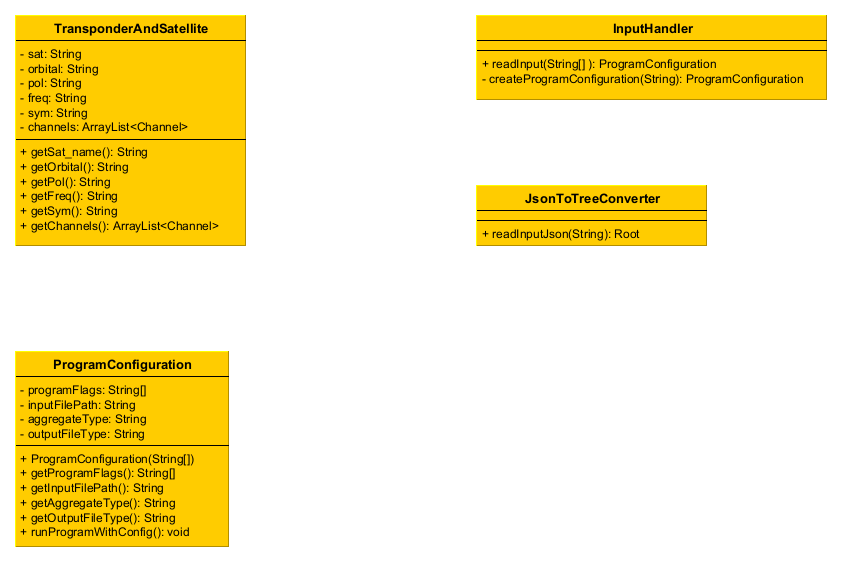 TransponderAndSatellite
- sat: String
- orbital: String
- pol: String
- freq: String
- sym: String
- channels: ArrayList<Channel>
+ getSat_name(): String
+ getOrbital(): String
+ getPol(): String
+ getFreq(): String
+ getSym(): String
+ getChannels(): ArrayList<Channel>
InputHandler
+ readInput(String[] ): ProgramConfiguration
- createProgramConfiguration(String): ProgramConfiguration
JsonToTreeConverter
+ readInputJson(String): Root
ProgramConfiguration
- programFlags: String[]
- inputFilePath: String
- aggregateType: String
- outputFileType: String
+ ProgramConfiguration(String[])
+ getProgramFlags(): String[]
+ getInputFilePath(): String
+ getAggregateType(): String
+ getOutputFileType(): String
+ runProgramWithConfig(): void